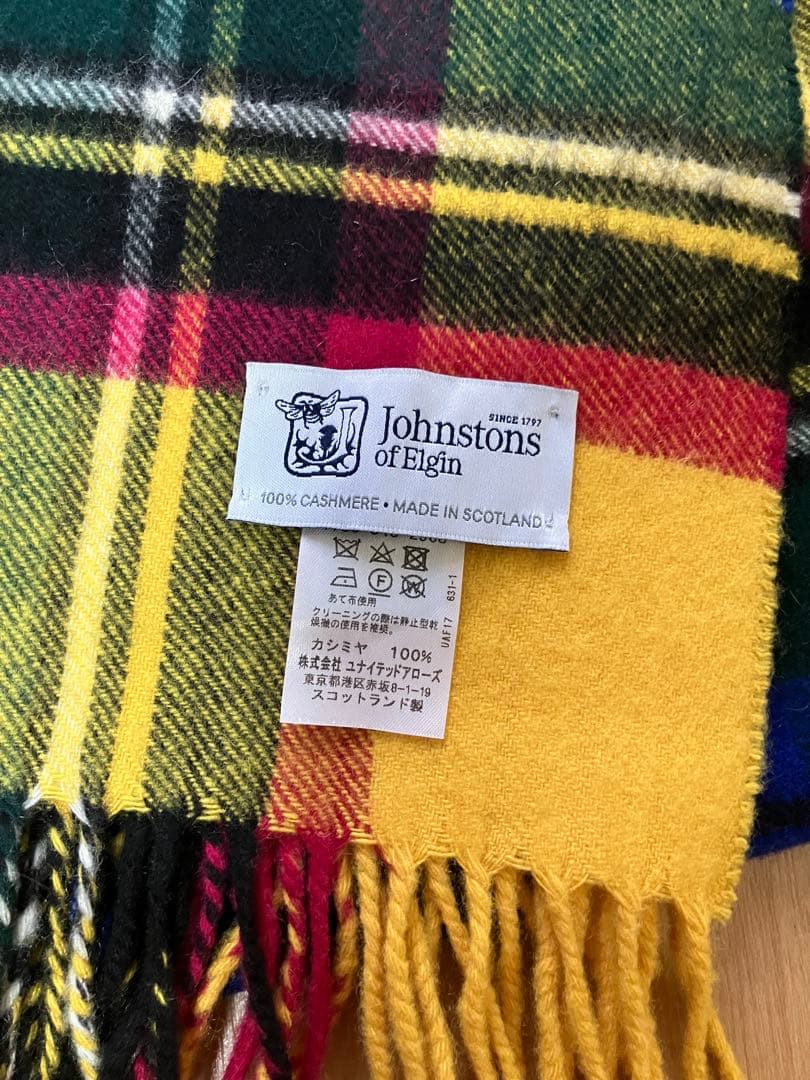 SINCE 1797
Johnstons
of Elgin
100% CASHMERE • MADE IN SCOTLAND
F
あて布使用
クリーニングの際は静止型乾
燥機の使用を推奨。
カシミヤ 100%
株式会社 ユナイテッドアローズ
東京都港区赤坂8-1-19
スコットランド製
UAF17 631-1